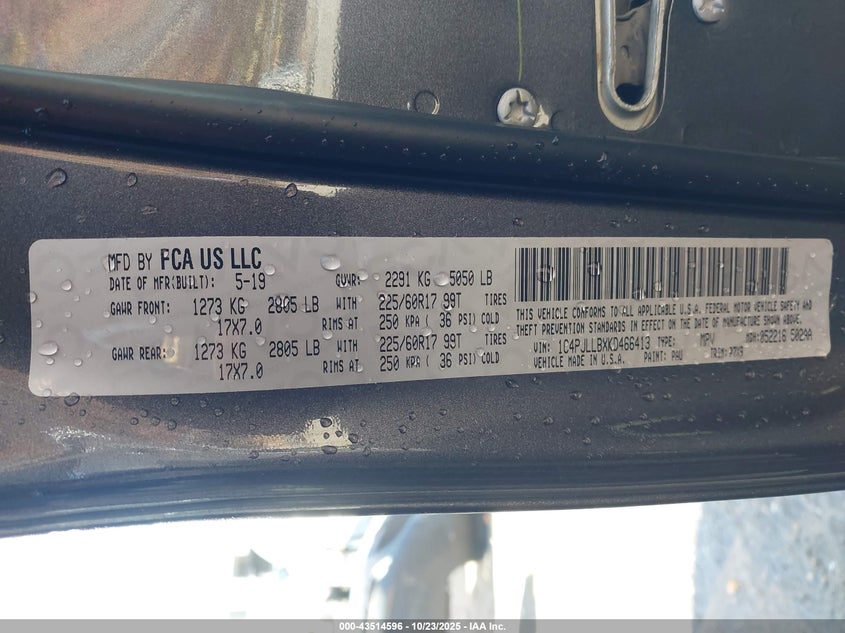 MFD BY FCA US LLC
DATE OF MFR(BUILT): 5-19 GVWR: 2291 KG 5050 LB
GAWR FRONT: 1273 KG 2805 LB WITH 225/60R17 99T TIRES
17X7.0 RIMS AT 250 KPA ( 36 PSI) COLD
GAWR REAR: 1273 KG 2805 LB WITH 225/60R17 99T TIRES
17X7.0 RIMS AT 250 KPA ( 36 PSI) COLD
THIS VEHICLE CONFORMS TO ALL APPLICABLE U.S.A. FEDERAL MOTOR VEHICLE SAFETY AND
THEFT PREVENTION STANDARDS IN EFFECT ON THE DATE OF MANUFACTURE SHOWN ABOVE.
VIN: 1C4PJLLBXKD466413 TYPE: MPV MDH: 052216 502AA
VEHICLE MADE IN U.S.A. PAINT: PAU TRIM:
000-43514596 - 10/23/2025 - IAA Inc.